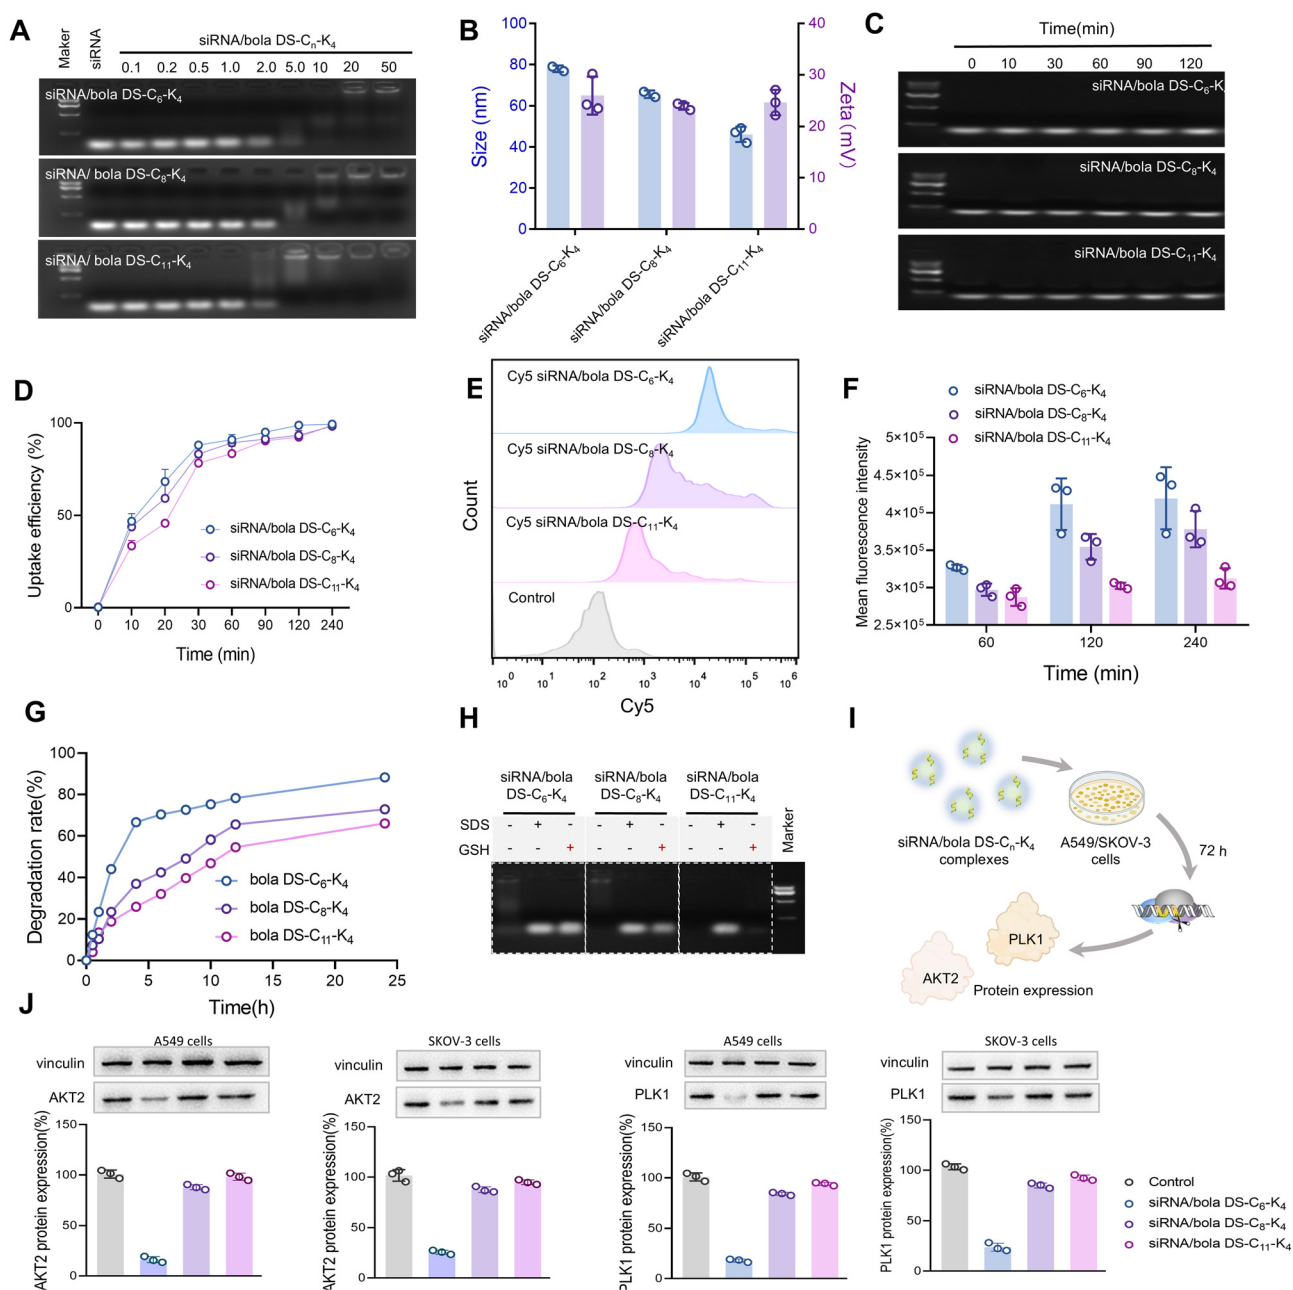 A
Maker
siRNA
siRNA/bola DS-Cn-K4
0.1 0.2 0.5 1.0 2.0 5.0 10 20 50
siRNA/bola DS-C6-K4
siRNA/ bola DS-C8-K4
siRNA/ bola DS-C11-K4
B
Size (nm)
100
80
60
40
20
0
Zeta (mV)
40
30
20
10
0
siRNA/bola DS-C6-K4
siRNA/bola DS-C8-K4
siRNA/bola DS-C11-K4
C
Time(min)
0 10 30 60 90 120
siRNA/bola DS-C6-K
siRNA/bola DS-C8-K4
siRNA/bola DS-C11-K4
D
Uptake efficiency (%)
100
50
0
siRNA/bola DS-C6-K4
siRNA/bola DS-C8-K4
siRNA/bola DS-C11-K4
0 10 20 30 60 90 120 240
Time (min)
E
Count
Cy5 siRNA/bola DS-C6-K4
Cy5 siRNA/bola DS-C8-K4
Cy5 siRNA/bola DS-C11-K4
Control
10^0 10^1 10^2 10^3 10^4 10^5 10^6
Cy5
F
siRNA/bola DS-C6-K4
siRNA/bola DS-C8-K4
siRNA/bola DS-C11-K4
Mean fluorescence intensity
5×10^5
4.5×10^5
4×10^5
3.5×10^5
3×10^5
2.5×10^5
60 120 240
Time (min)
G
Degradation rate(%)
100
80
60
40
20
0
bola DS-C6-K4
bola DS-C8-K4
bola DS-C11-K4
0 5 10 15 20 25
Time(h)
H
siRNA/bola DS-C6-K4
siRNA/bola DS-C8-K4
siRNA/bola DS-C11-K4
Marker
SDS - + - - + - - + -
GSH - - + - - + - - +
I
siRNA/bola DS-Cn-K4
complexes
A549/SKOV-3
cells
72 h
PLK1
AKT2
Protein expression
J
A549 cells
vinculin
AKT2
AKT2 protein expression(%)
150
100
50
0
SKOV-3 cells
vinculin
AKT2
AKT2 protein expression(%)
150
100
50
0
A549 cells
vinculin
PLK1
PLK1 protein expression(%)
150
100
50
0
SKOV-3 cells
vinculin
PLK1
PLK1 protein expression(%)
150
100
50
0
Control
siRNA/bola DS-C6-K4
siRNA/bola DS-C8-K4
siRNA/bola DS-C11-K4